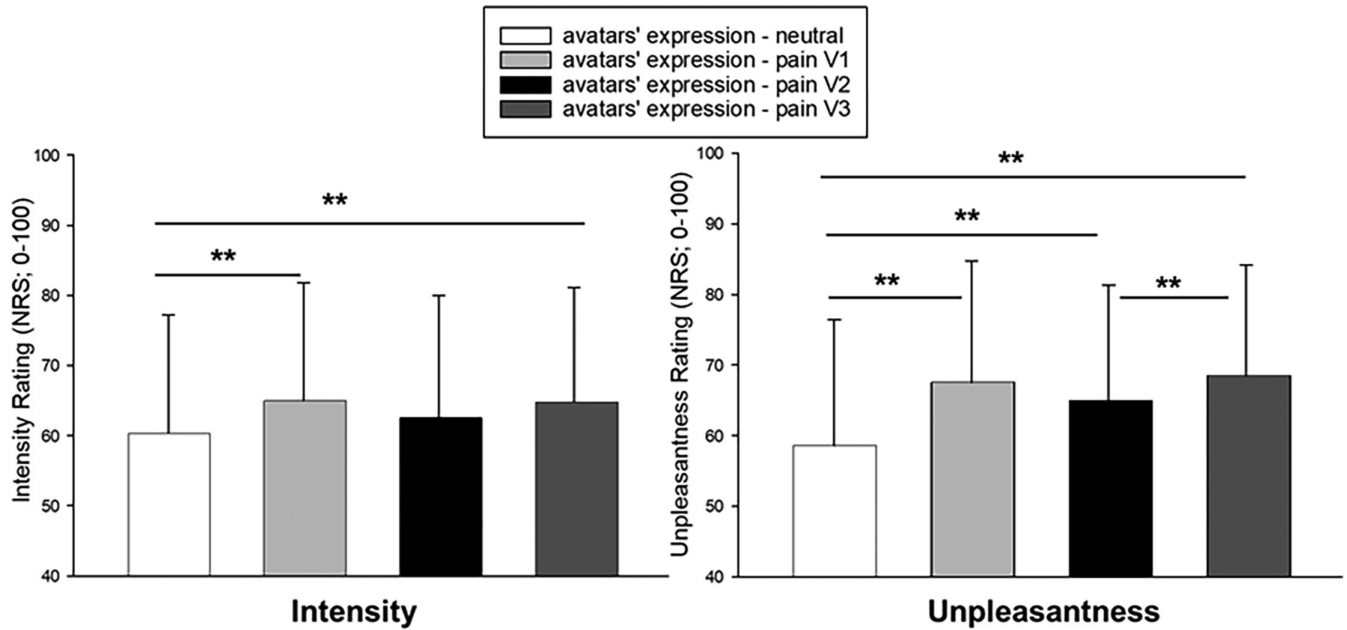 avatars' expression - neutral
avatars' expression - pain V1
avatars' expression - pain V2
avatars' expression - pain V3
Intensity Rating (NRS; 0-100)
100
90
80
70
60
50
40
**
**
Intensity
Unpleasantness Rating (NRS; 0-100)
100
90
80
70
60
50
40
**
**
**
**
Unpleasantness